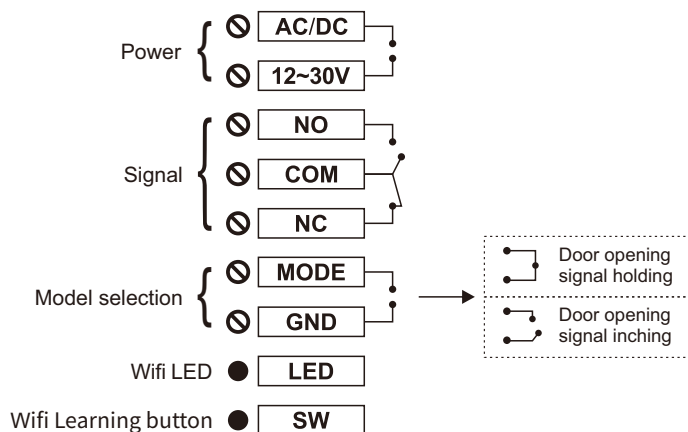 Power
AC/DC
12~30V
Signal
NO
COM
NC
Model selection
MODE
GND
Door opening
signal holding
Door opening
signal inching
Wifi LED
LED
Wifi Learning button
SW